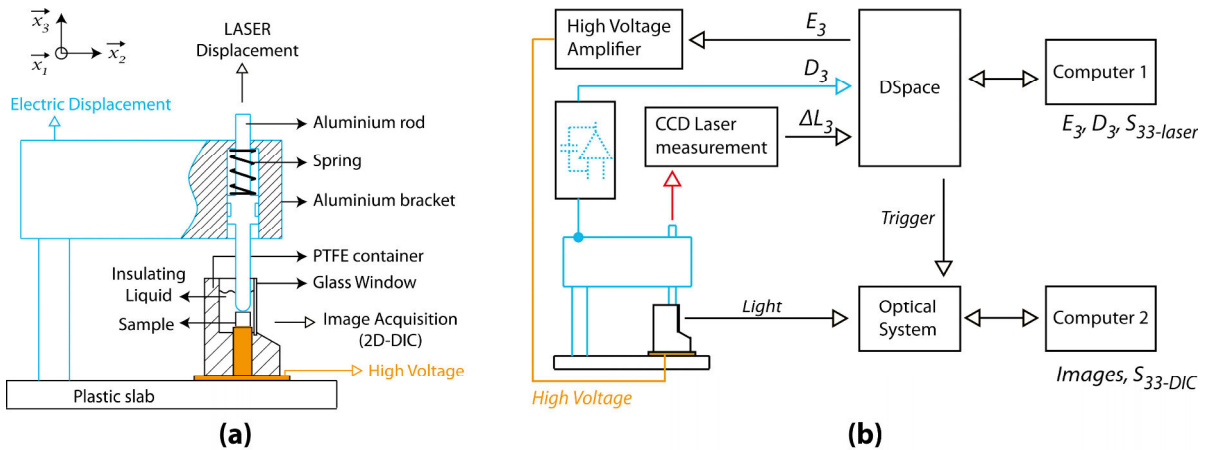 x₃
x₁
x₂
LASER
Displacement
Electric Displacement
Aluminium rod
Spring
Aluminium bracket
PTFE container
Insulating
Liquid
Glass Window
Sample
Image Acquisition
(2D-DIC)
High Voltage
Plastic slab
(a)
High Voltage
Amplifier
E₃
D₃
DSpace
Computer 1
CCD Laser
measurement
ΔL₃
E₃, D₃, S₃₃₋laser
Trigger
Light
Optical
System
Computer 2
High Voltage
Images, S₃₃₋DIC
(b)